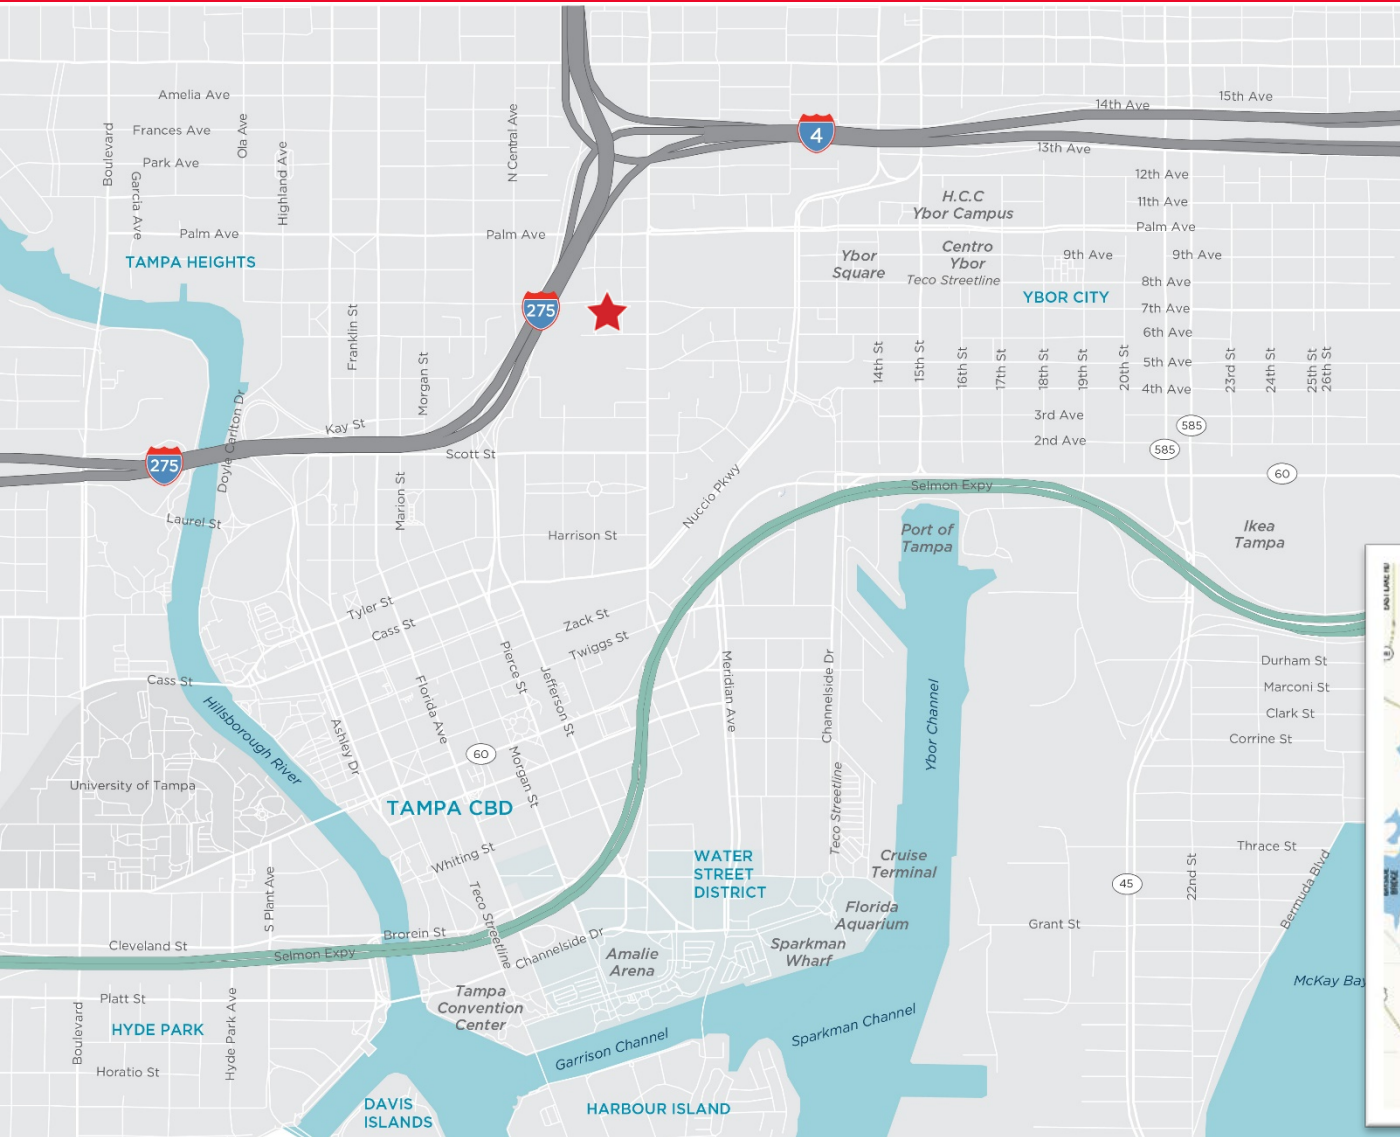 Amelia Ave
15th Ave
14th Ave
Frances Ave
Ola Ave
Boulevard
N Central Ave
4
13th Ave
Park Ave
Highland Ave
Garcia Ave
12th Ave
H.C.C
Ybor Campus
11th Ave
Palm Ave
Palm Ave
Palm Ave
TAMPA HEIGHTS
Ybor
Square
Centro
Ybor
Teco Streetline
9th Ave
9th Ave
8th Ave
YBOR CITY
7th Ave
275
6th Ave
Franklin St
Morgan St
14th St
15th St
16th St
17th St
18th St
19th St
20th St
5th Ave
4th Ave
23rd St
24th St
25th St
26th St
Doyle Carlton Dr
Kay St
3rd Ave
2nd Ave
585
585
Scott St
275
60
Marion St
Nuccio Pkwy
Selmon Expy
Laurel St
Harrison St
Port of
Tampa
Ikea
Tampa
Tyler St
Cass St
Zack St
Twiggs St
Pierce St
Jefferson St
Meridian Ave
Channelside Dr
Durham St
Marconi St
Clark St
Corrine St
Cass St
Hillsborough River
Florida Ave
Ashley Dr
60
Morgan St
Ybor Channel
University of Tampa
TAMPA CBD
Teco Streetline
Whiting St
WATER
STREET
DISTRICT
Cruise
Terminal
Thrace St
45
22nd St
Bermuda Blvd
S Plant Ave
Teco Streetline
Florida
Aquarium
Grant St
Cleveland St
Brorein St
Selmon Expy
Channelside Dr
Amalie
Arena
Sparkman
Wharf
McKay Bay
Platt St
Tampa
Convention
Center
Boulevard
HYDE PARK
Hyde Park Ave
Garrison Channel
Sparkman Channel
Horatio St
DAVIS
ISLANDS
HARBOUR ISLAND